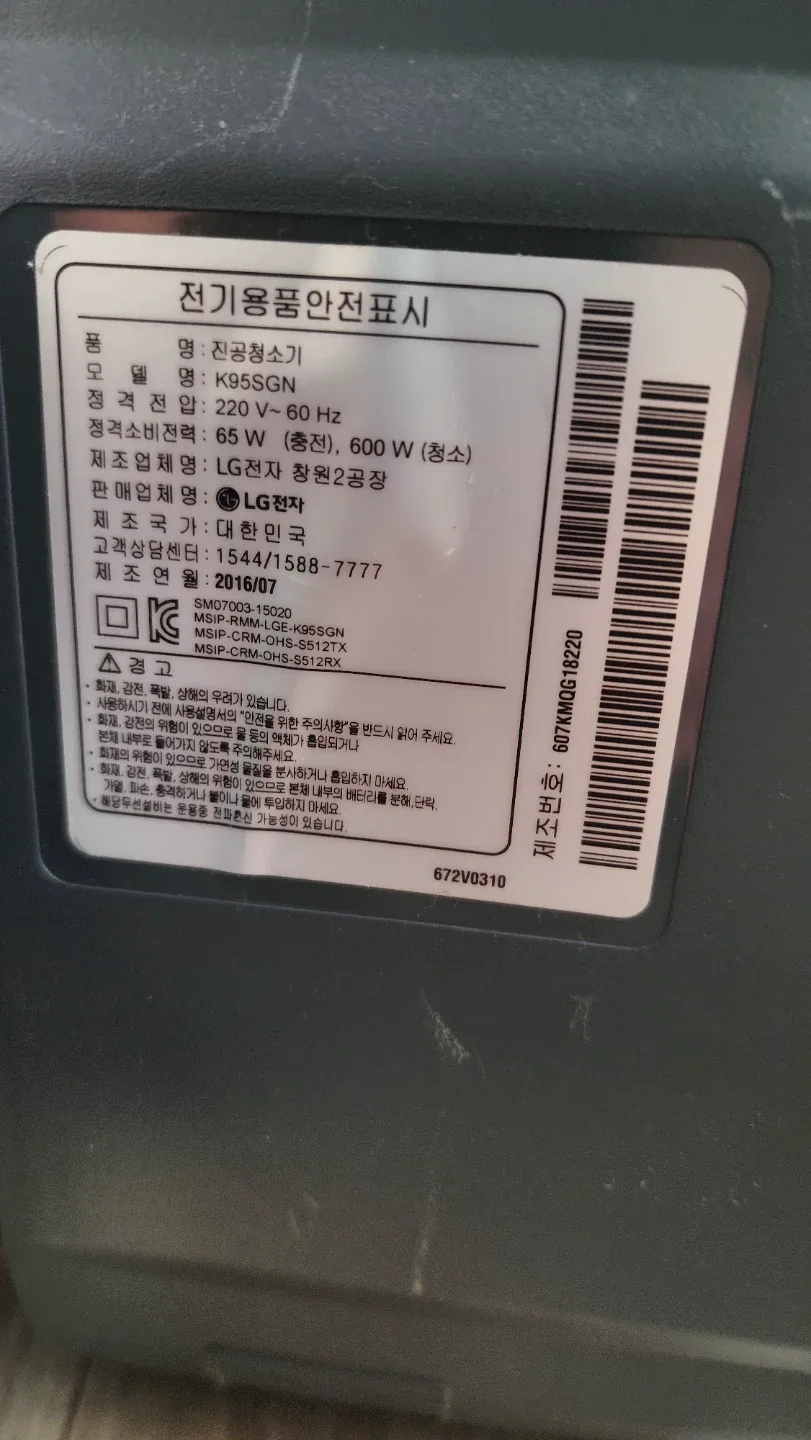 전기용품안전표시
품 명 : 진공청소기
모 델 명 : K95SGN
정 격 전 압 : 220 V~ 60 Hz
정격소비전력 : 65 W (충전), 600 W (청소)
제조업체명 : LG전자 창원2공장
판매업체명 : LG전자
제 조 국 가 : 대 한 민 국
고객상담센터 : 1544/1588-7777
제 조 연 월 : 2016/07
SM07003-15020
MSIP-RMM-LGE-K95SGN
MSIP-CRM-OHS-S512TX
MSIP-CRM-OHS-S512RX
경 고
· 화재, 감전, 폭발, 상해의 우려가 있습니다.
· 사용하시기 전에 사용설명서의 "안전을 위한 주의사항"을 반드시 읽어 주세요.
· 화재, 감전의 위험이 있으므로 물 등의 액체가 흡입되거나
본체 내부로 들어가지 않도록 주의해주세요.
· 화재의 위험이 있으므로 가연성 물질을 분사하거나 흡입하지 마세요.
· 화재, 감전, 폭발, 상해의 위험이 있으므로 본체 내부의 배터리를 분해, 단락,
가열, 파손, 충격하거나 불이나 물에 투입하지 마세요.
· 해당무선설비는 운용중 전파혼신 가능성이 있습니다.
672V0310
제조번호 : 607KMQG18220